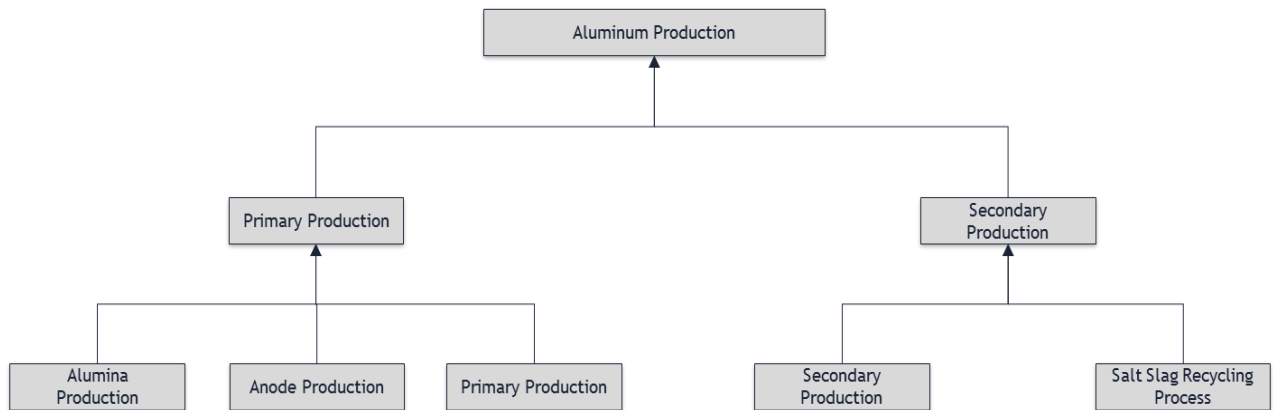 Aluminum Production
Primary Production
Secondary
Production
Alumina
Production
Anode Production
Primary Production
Secondary
Production
Salt Slag Recycling
Process